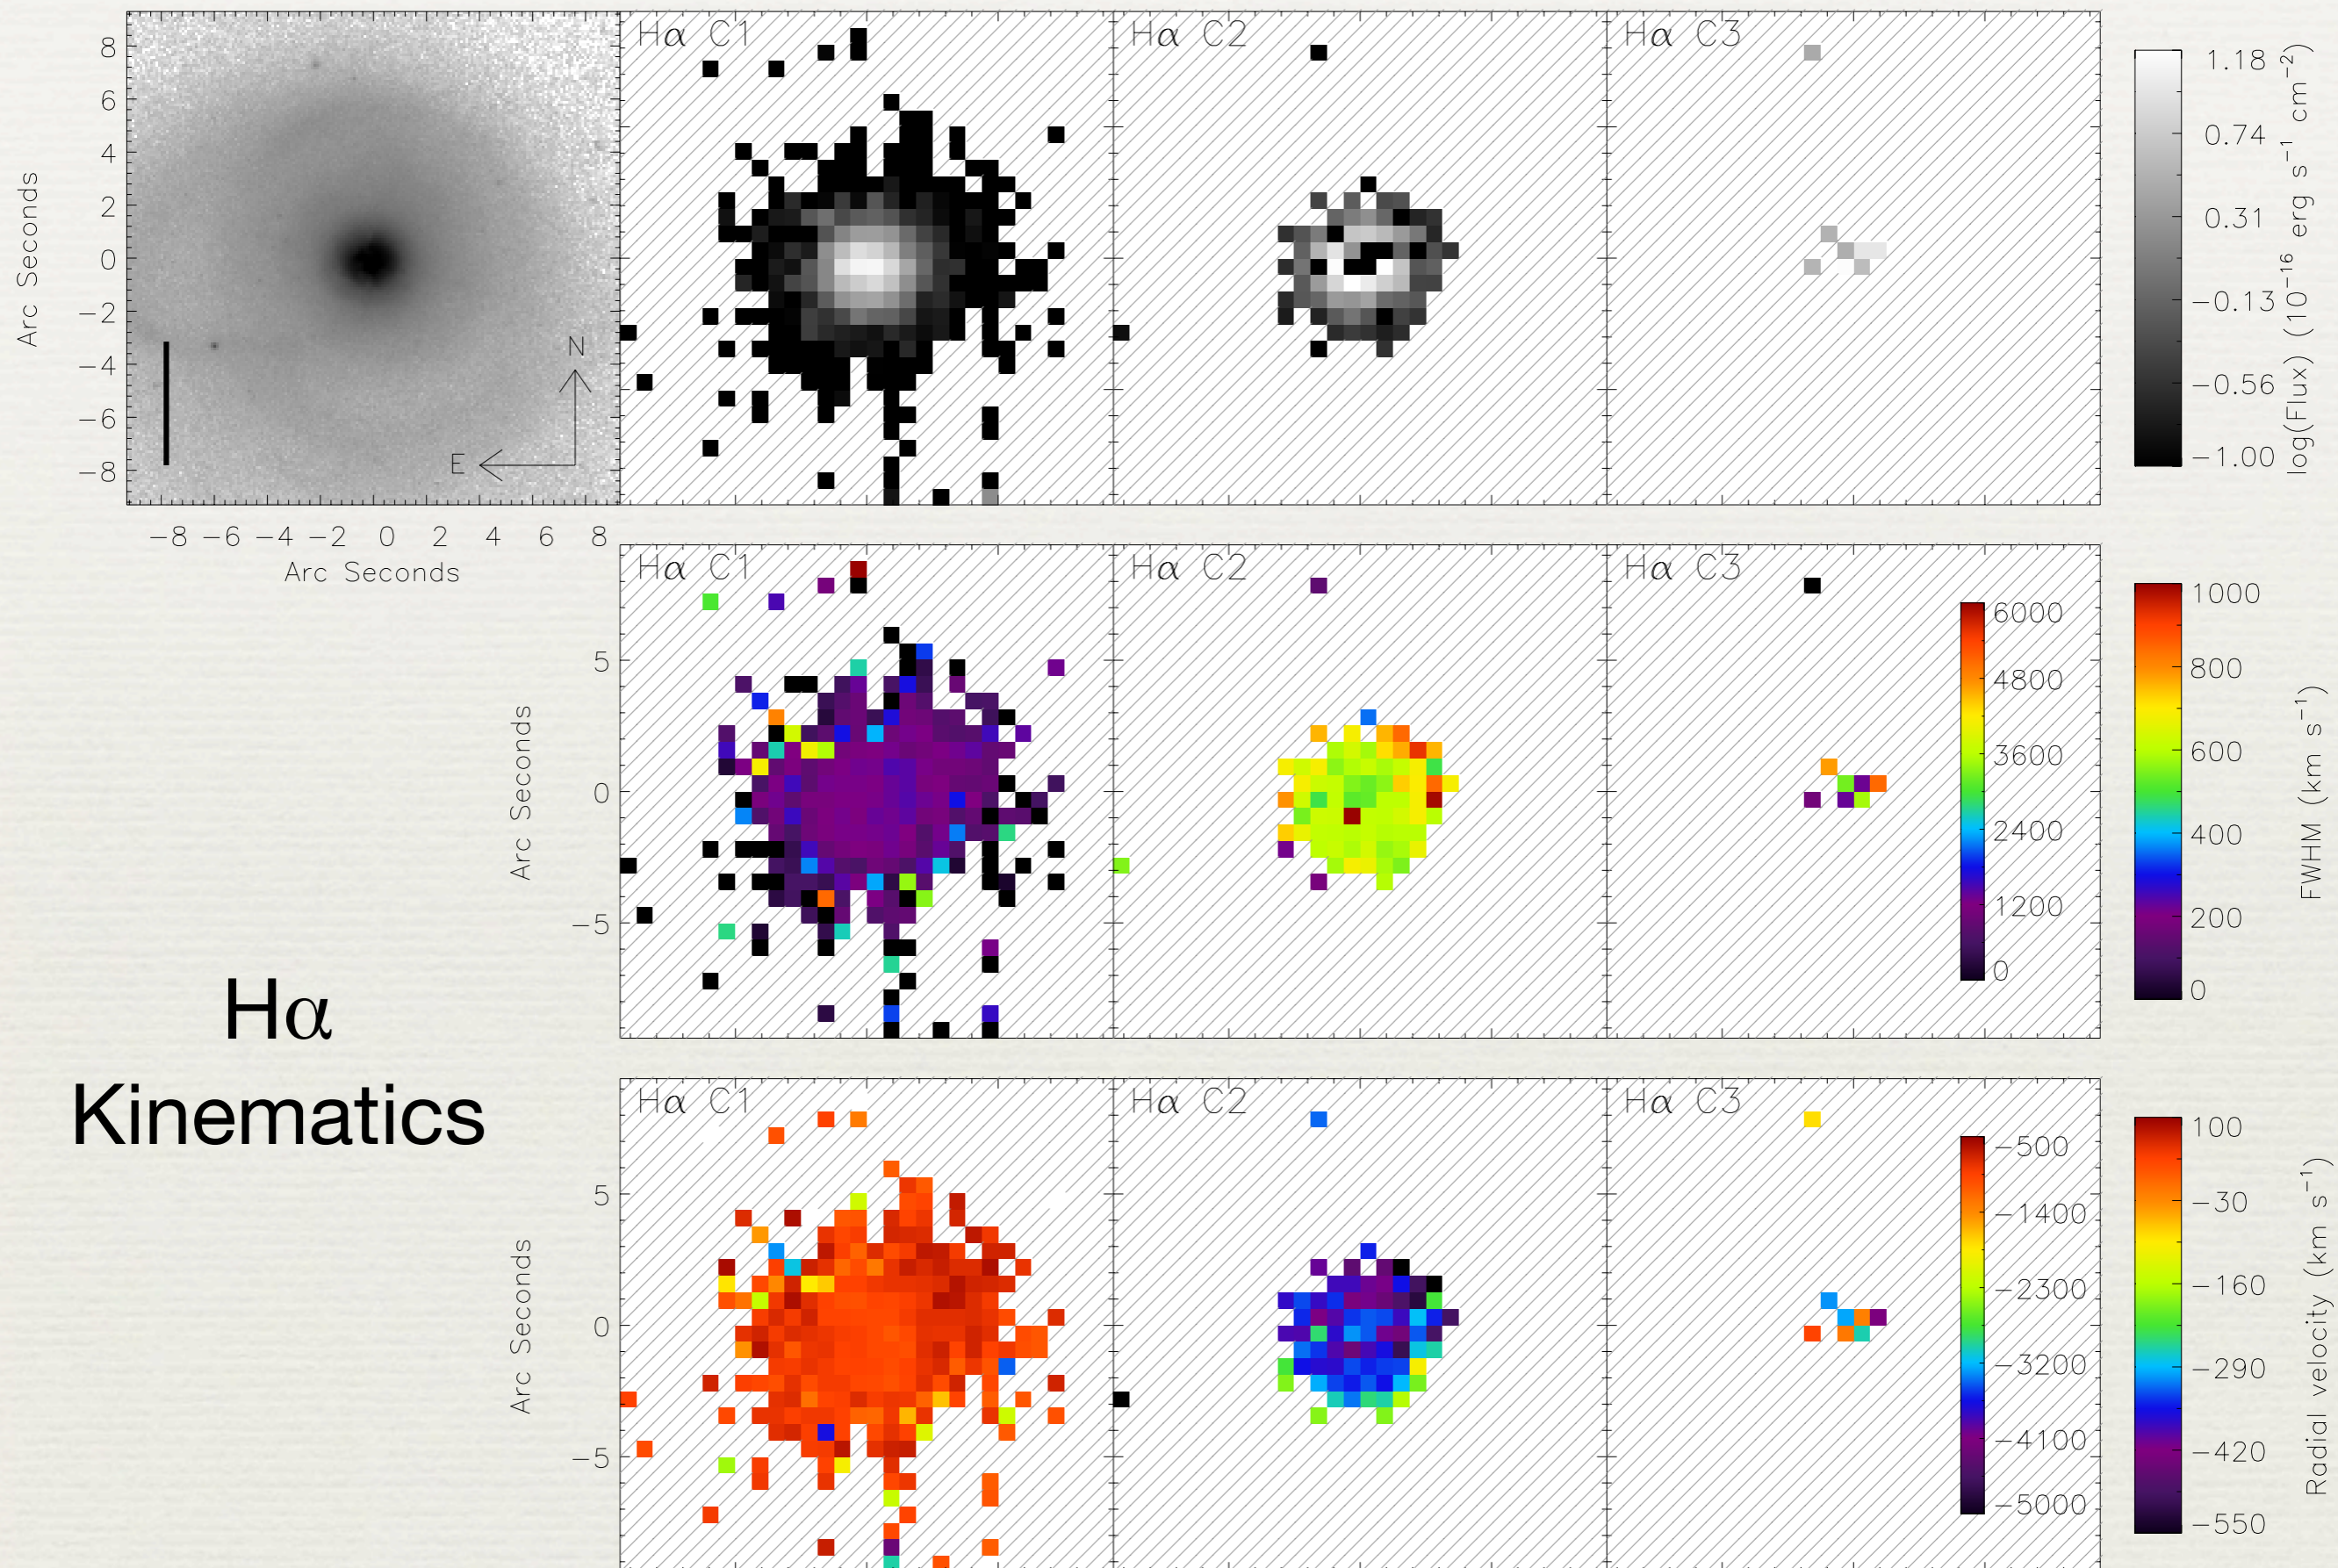 Hα C1
Hα C2
Hα C3
8
6
4
2
0
−2
−4
−6
−8
Arc Seconds
N
E
−8 −6 −4 −2 0 2 4 6 8
Arc Seconds
1.18
0.74
0.31
−0.13
−0.56
−1.00
log(Flux) (10⁻¹⁶ erg s⁻¹ cm⁻²)
Hα C1
Hα C2
Hα C3
5
0
−5
Arc Seconds
6000
4800
3600
2400
1200
0
1000
800
600
400
200
0
FWHM (km s⁻¹)
Hα
Kinematics
Hα C1
Hα C2
Hα C3
5
0
−5
Arc Seconds
−500
−1400
−2300
−3200
−4100
−5000
100
−30
−160
−290
−420
−550
Radial velocity (km s⁻¹)